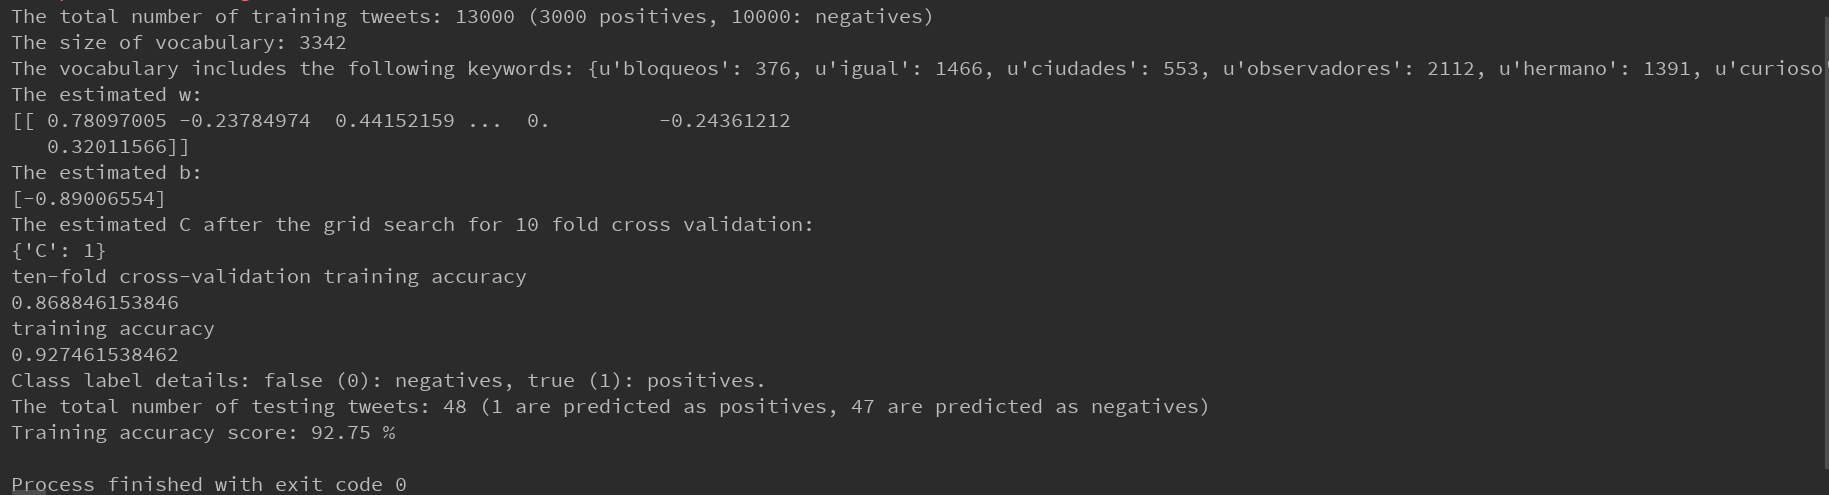 The total number of training tweets: 13000 (3000 positives, 10000: negatives)
The size of vocabulary: 3342
The vocabulary includes the following keywords: {u'bloqueos': 376, u'igual': 1466, u'ciudades': 553, u'observadores': 2112, u'hermano': 1391, u'curioso'
The estimated w:
[[ 0.78097005 -0.23784974  0.44152159 ...  0.         -0.24361212
   0.32011566]]
The estimated b:
[-0.89006554]
The estimated C after the grid search for 10 fold cross validation:
{'C': 1}
ten-fold cross-validation training accuracy
0.868846153846
training accuracy
0.927461538462
Class label details: false (0): negatives, true (1): positives.
The total number of testing tweets: 48 (1 are predicted as positives, 47 are predicted as negatives)
Training accuracy score: 92.75 %
Process finished with exit code 0